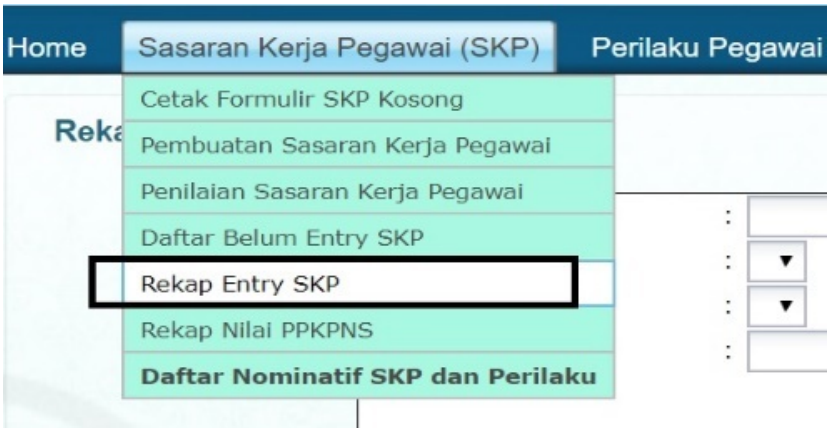 Home Sasaran Kerja Pegawai (SKP) Perilaku Pegawai
Cetak Formulir SKP Kosong
Reka
Pembuatan Sasaran Kerja Pegawai
Penilaian Sasaran Kerja Pegawai
:
Daftar Belum Entry SKP
:
Rekap Entry SKP
:
Rekap Nilai PPKPNS
:
Daftar Nominatif SKP dan Perilaku